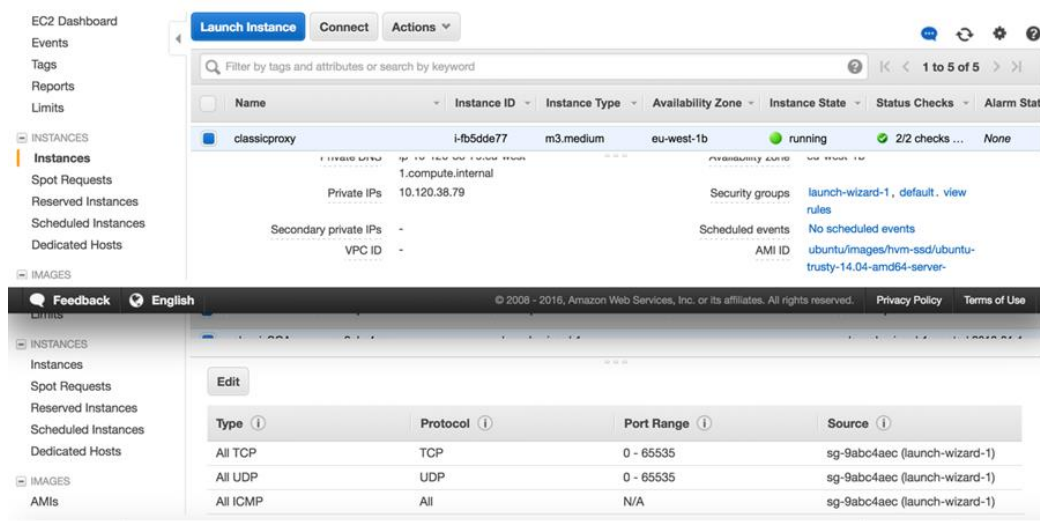 EC2 Dashboard
Events
Tags
Reports
Limits
INSTANCES
Instances
Spot Requests
Reserved Instances
Scheduled Instances
Dedicated Hosts
IMAGES
Launch Instance Connect Actions
Filter by tags and attributes or search by keyword 1 to 5 of 5
Name Instance ID Instance Type Availability Zone Instance State Status Checks Alarm Stat
classicproxy i-fb5dde77 m3.medium eu-west-1b running 2/2 checks ... None
1.compute.internal
Private IPs 10.120.38.79
Secondary private IPs -
VPC ID -
Availability zone
Security groups launch-wizard-1, default. view
rules
Scheduled events No scheduled events
AMI ID ubuntu/images/hvm-ssd/ubuntu-
trusty-14.04-amd64-server-
Feedback English © 2008 - 2016, Amazon Web Services, Inc. or its affiliates. All rights reserved. Privacy Policy Terms of Use
Limits
INSTANCES
Instances
Spot Requests
Reserved Instances
Scheduled Instances
Dedicated Hosts
IMAGES
AMIs
Edit
Type Protocol Port Range Source
All TCP TCP 0 - 65535 sg-9abc4aec (launch-wizard-1)
All UDP UDP 0 - 65535 sg-9abc4aec (launch-wizard-1)
All ICMP All N/A sg-9abc4aec (launch-wizard-1)